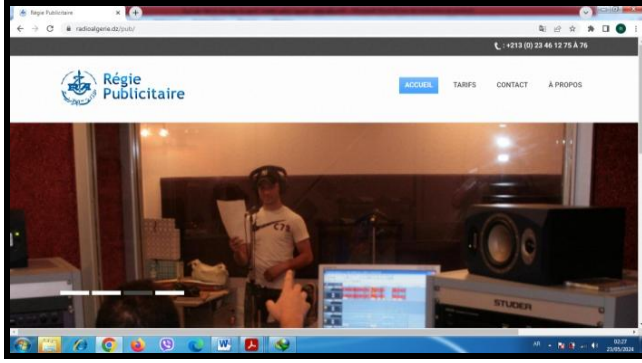 Régie Publicitaire
radioalgerie.dz/pub/
: +213 (0) 23 46 12 75 À 76
Régie
Publicitaire
ACCUEIL TARIFS CONTACT À PROPOS
C75
STUDER
AR
02:27
23/05/2024